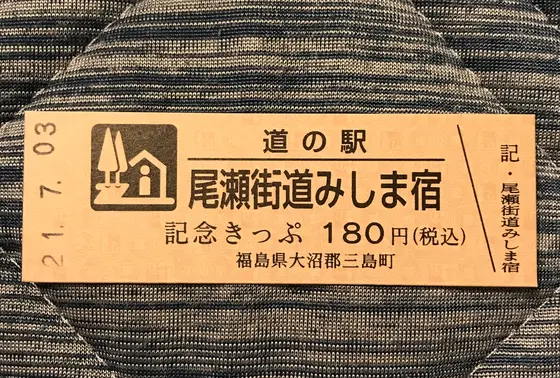 21.7.03
道の駅
尾瀬街道みしま宿
記念きっぷ 180円(税込)
福島県大沼郡三島町
記・尾瀬街道みしま宿